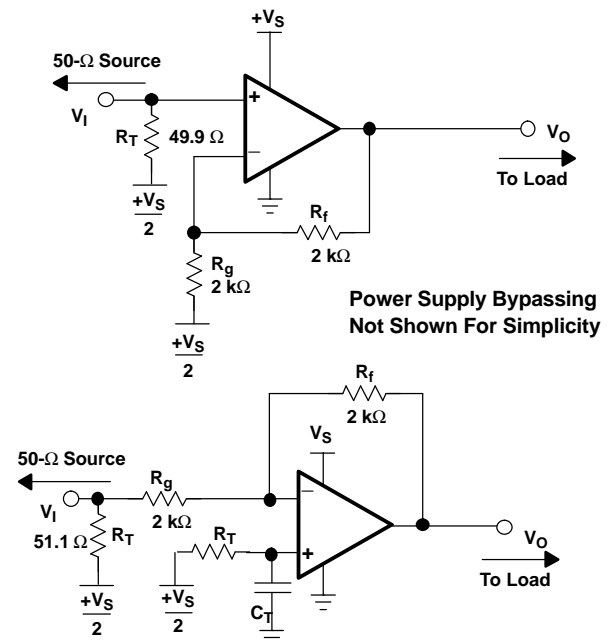 +VS
50-Ω Source
VI
+
RT
49.9 Ω
−
VO
To Load
+VS
2
Rf
2 kΩ
Rg
2 kΩ
+VS
2
Power Supply Bypassing
Not Shown For Simplicity
Rf
2 kΩ
VS
50-Ω Source
Rg
VI
2 kΩ
−
51.1 Ω
RT
RT
+
VO
To Load
+VS
2
+VS
2
CT